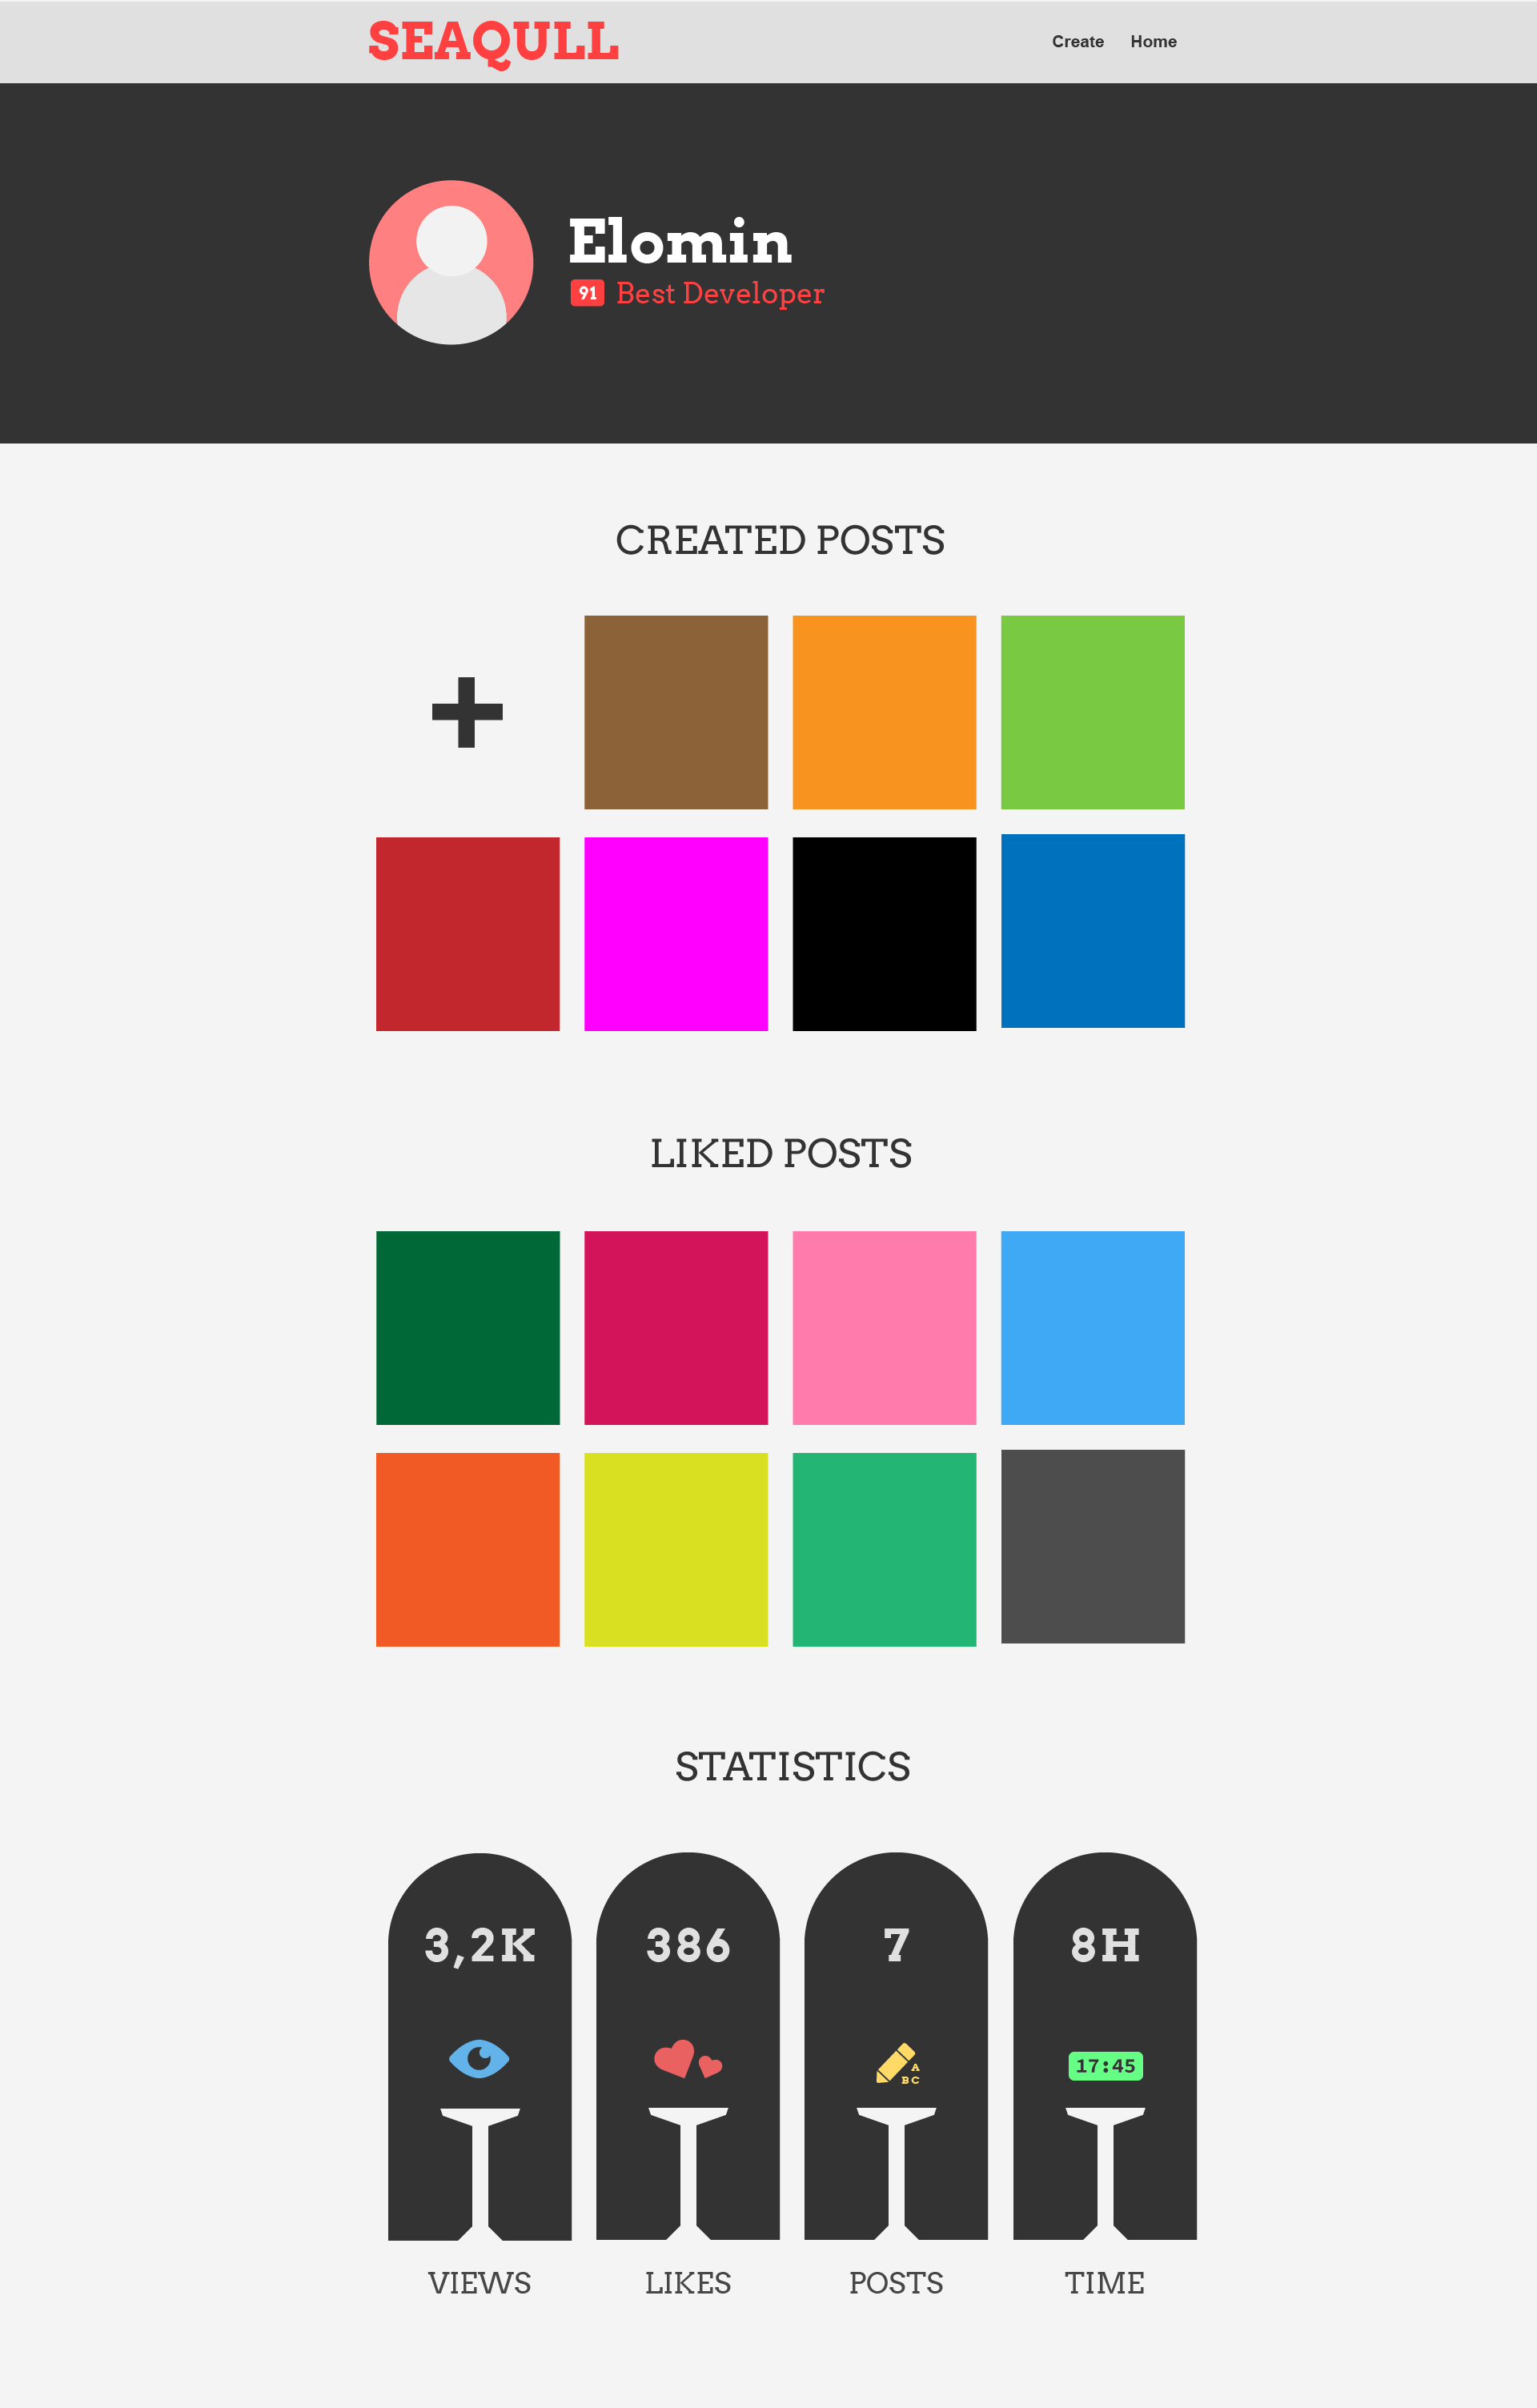 SEAQULL
Create Home
Elomin
91 Best Developer
CREATED POSTS
LIKED POSTS
STATISTICS
3,2K 386 7 8H
A
B C
17:45
VIEWS LIKES POSTS TIME